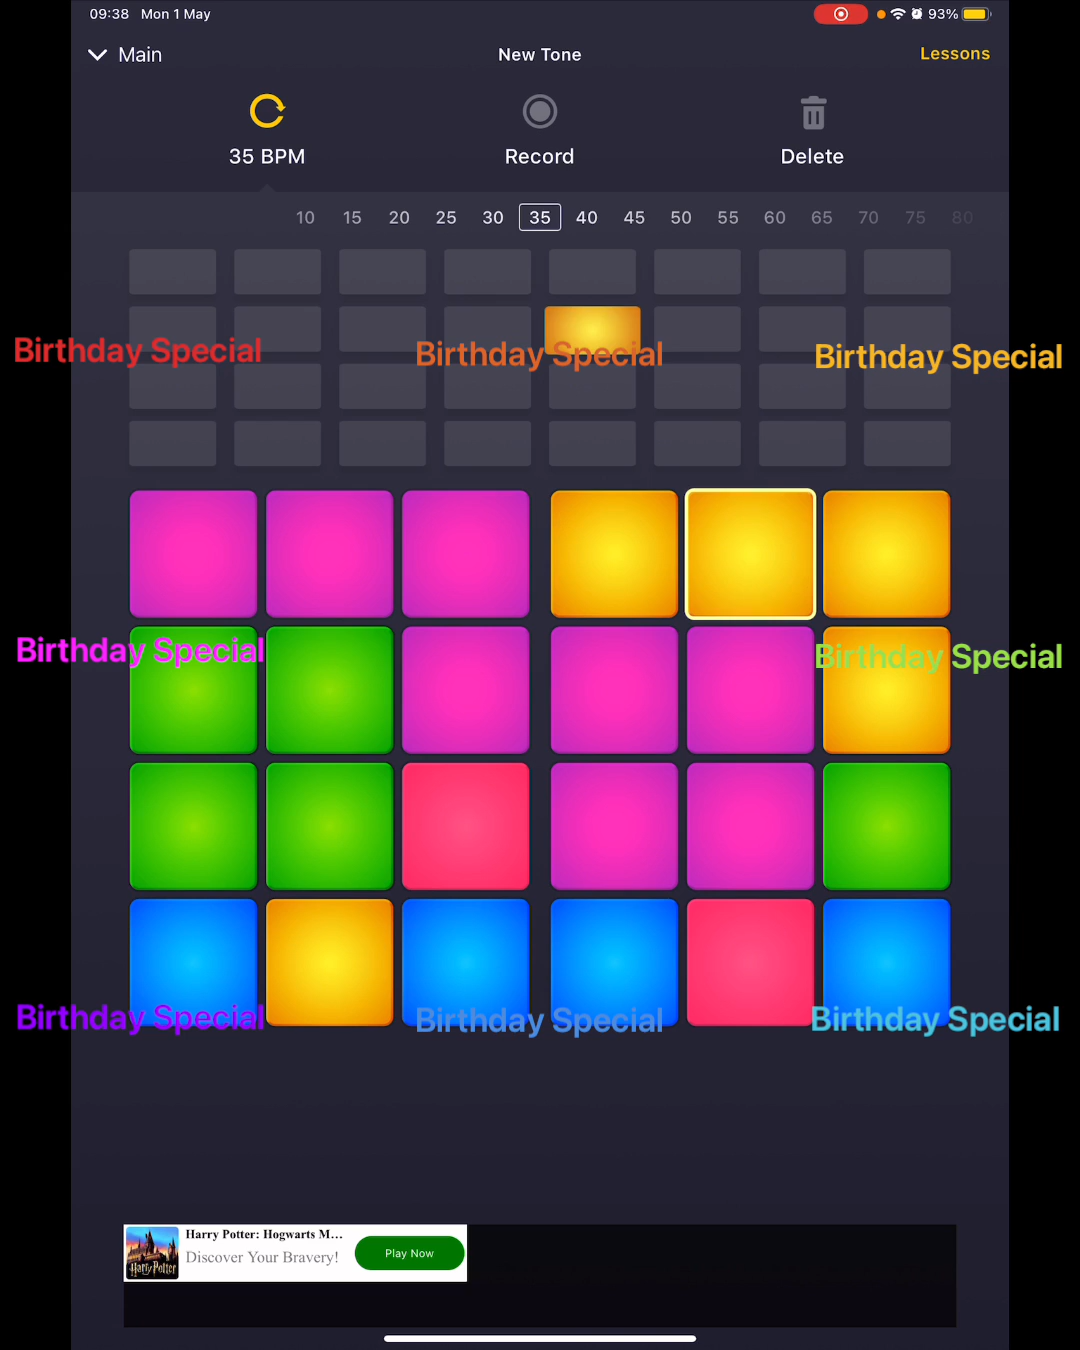 09:38 Mon 1 May 93%
Main New Tone Lessons
35 BPM Record Delete
10 15 20 25 30 35 40 45 50 55 60 65 70 75 80
Birthday Special Birthday Special Birthday Special
Birthday Special Birthday Special
Birthday Special Birthday Special Birthday Special
Harry Potter: Hogwarts M...
Discover Your Bravery!
Play Now
Harry Potter